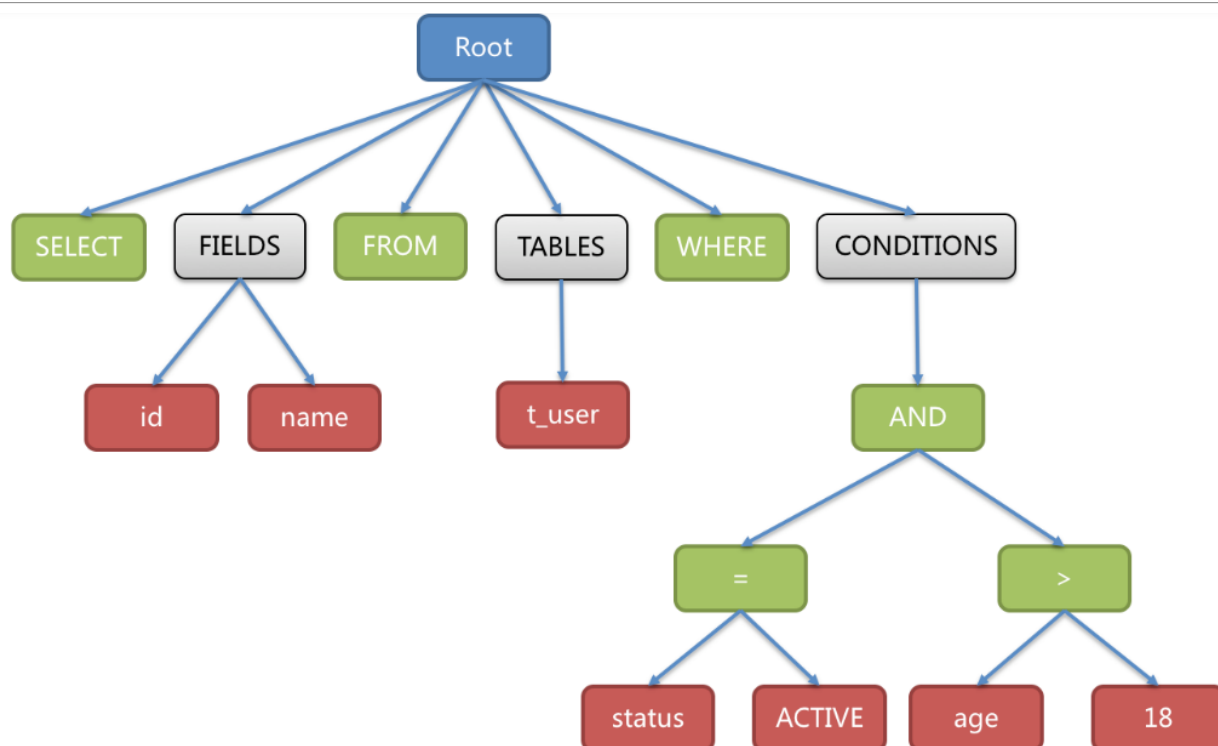 Root
SELECT FIELDS FROM TABLES WHERE CONDITIONS
id name t_user AND
= >
status ACTIVE age 18